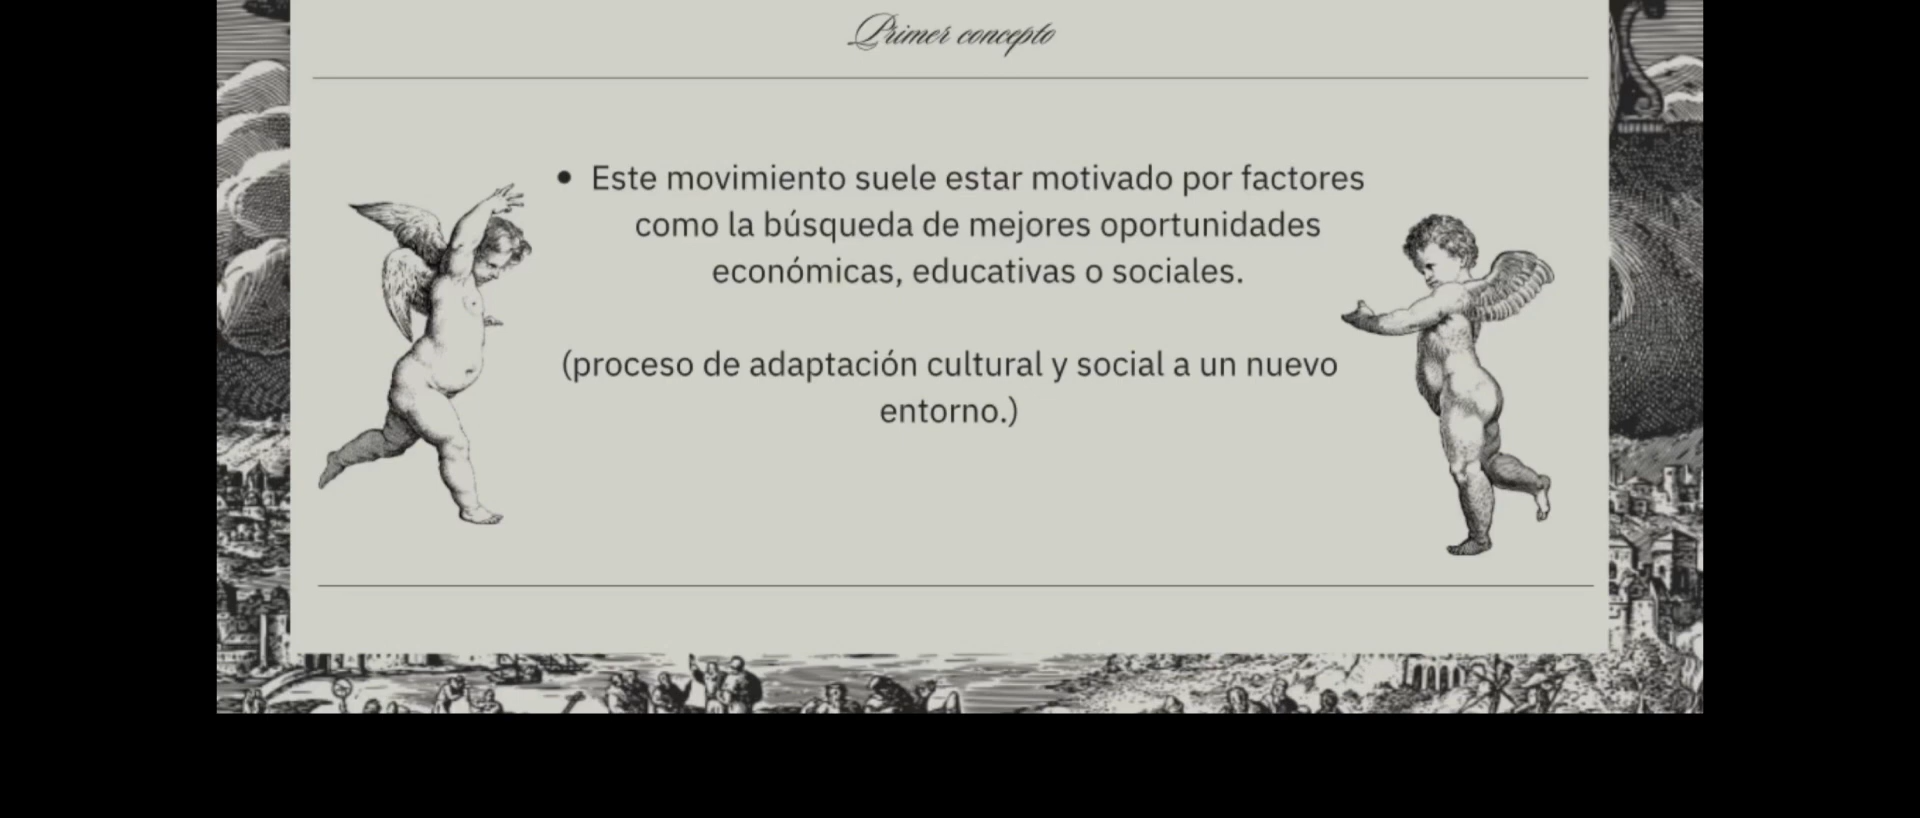 Primer concepto
• Este movimiento suele estar motivado por factores
como la búsqueda de mejores oportunidades
económicas, educativas o sociales.
(proceso de adaptación cultural y social a un nuevo
entorno.)